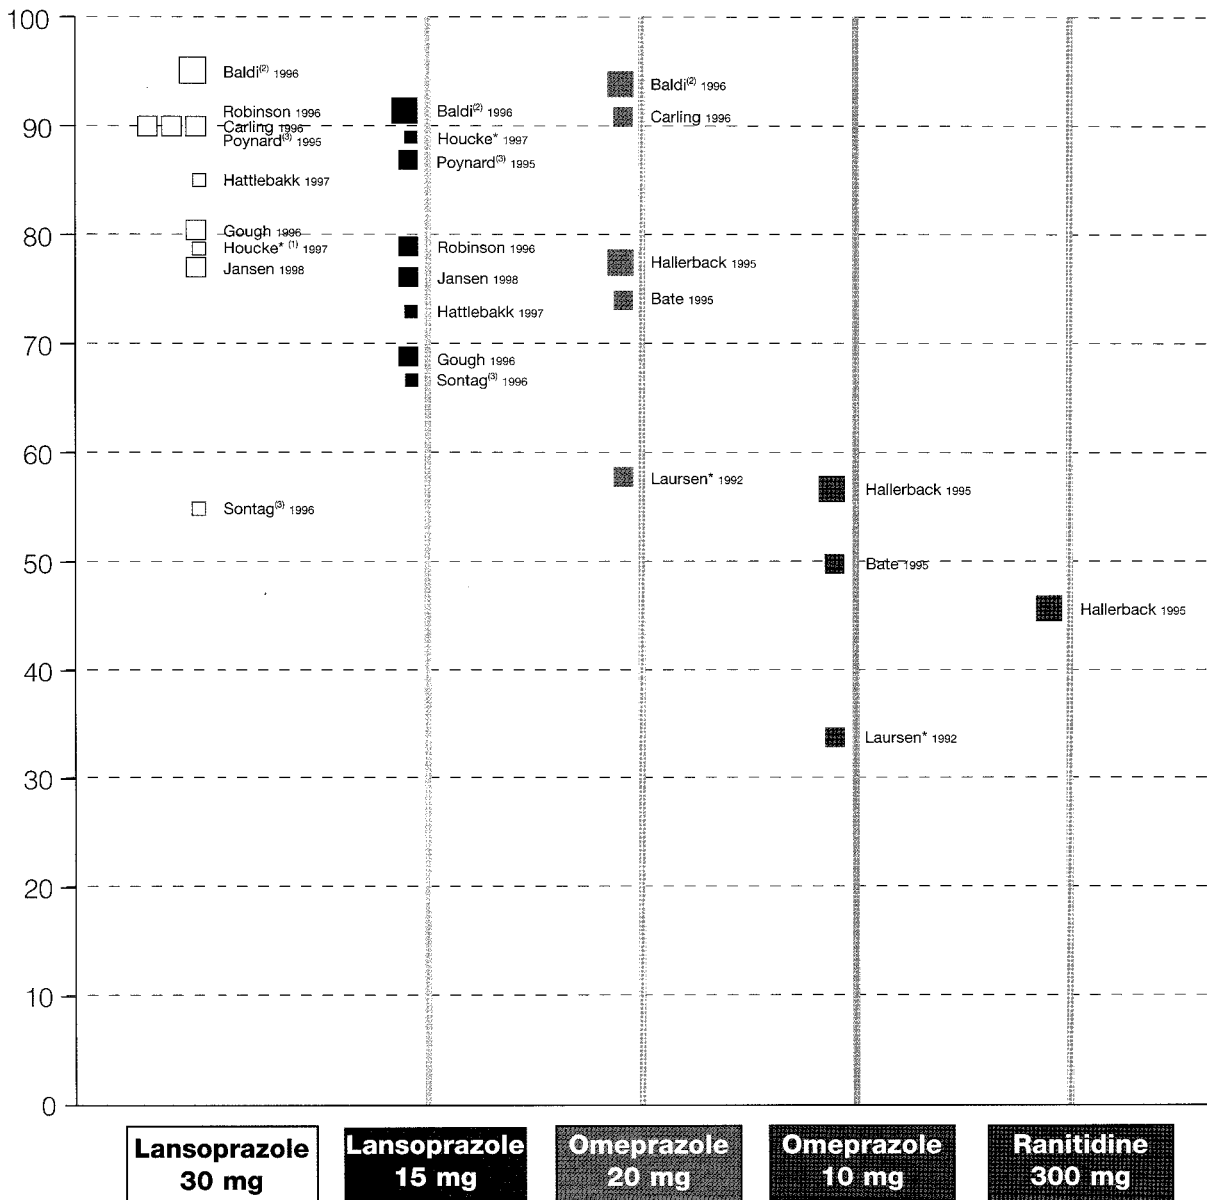 100
90
80
70
60
50
40
30
20
10
0
Baldi(2) 1996
Robinson 1996
Carling 1996
Poynard(3) 1995
Hattlebakk 1997
Gough 1996
Houcke* (1) 1997
Jansen 1998
Sontag(3) 1996
Baldi(2) 1996
Houcke* 1997
Poynard(3) 1995
Robinson 1996
Jansen 1998
Hattlebakk 1997
Gough 1996
Sontag(3) 1996
Baldi(2) 1996
Carling 1996
Hallerback 1995
Bate 1995
Laursen* 1992
Hallerback 1995
Bate 1995
Laursen* 1992
Hallerback 1995
Lansoprazole
30 mg
Lansoprazole
15 mg
Omeprazole
20 mg
Omeprazole
10 mg
Ranitidine
300 mg